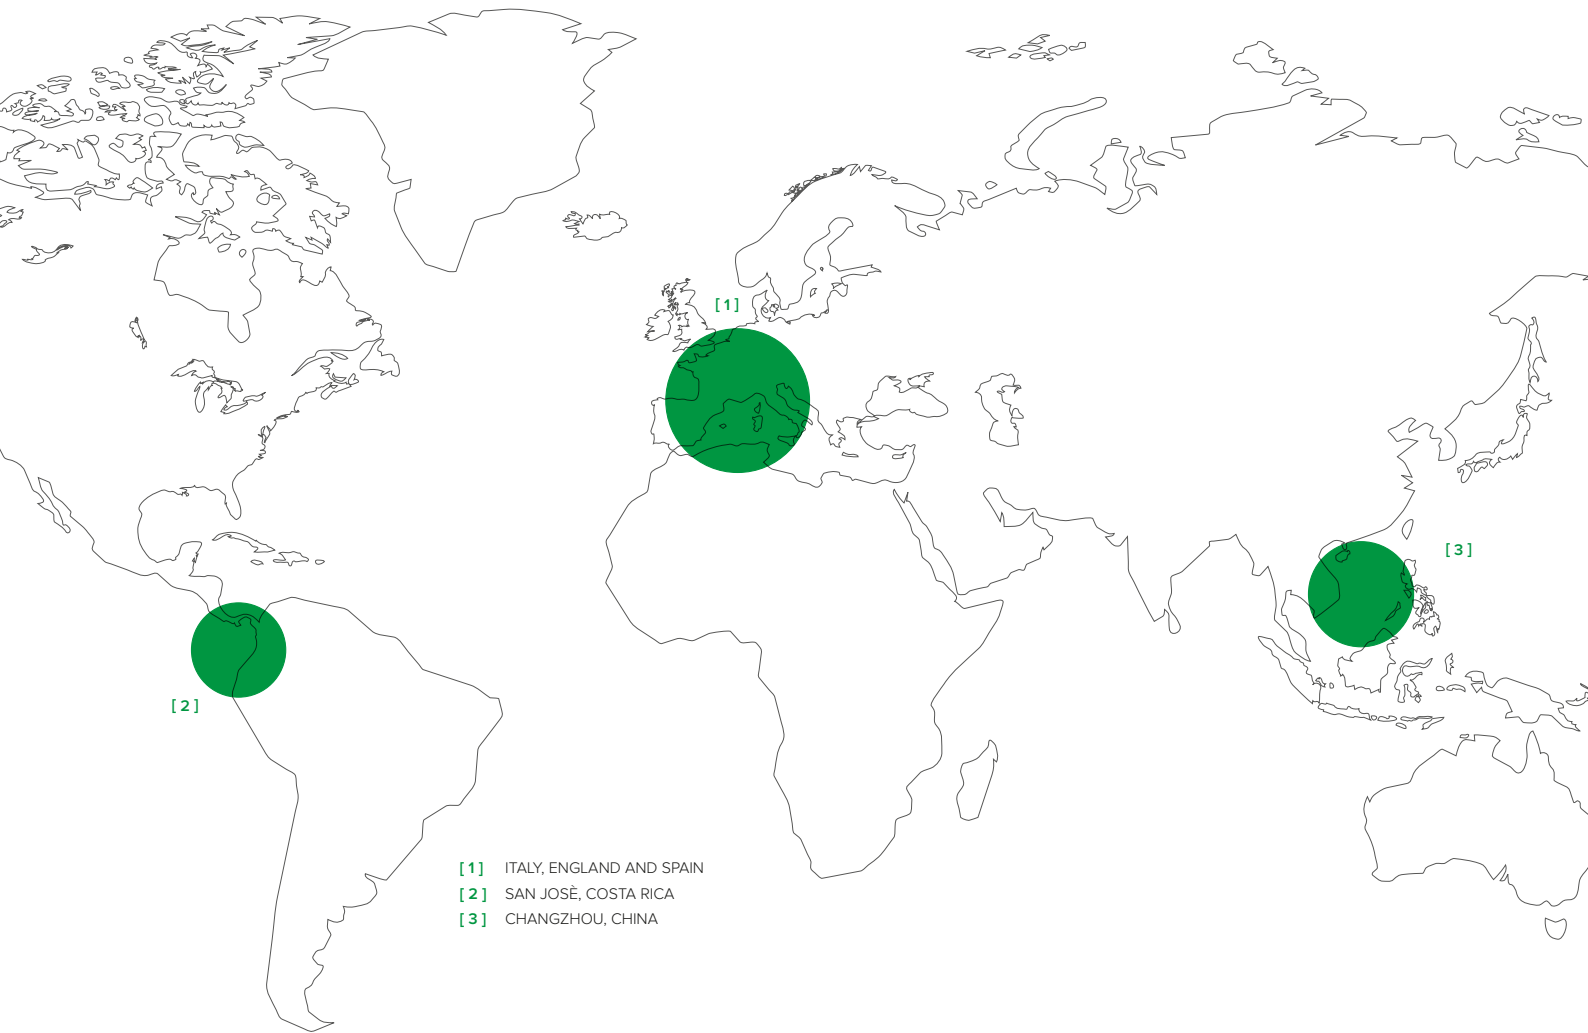 [ 1 ]
[ 3 ]
[ 2 ]
[ 1 ] ITALY, ENGLAND AND SPAIN
[ 2 ] SAN JOSÈ, COSTA RICA
[ 3 ] CHANGZHOU, CHINA